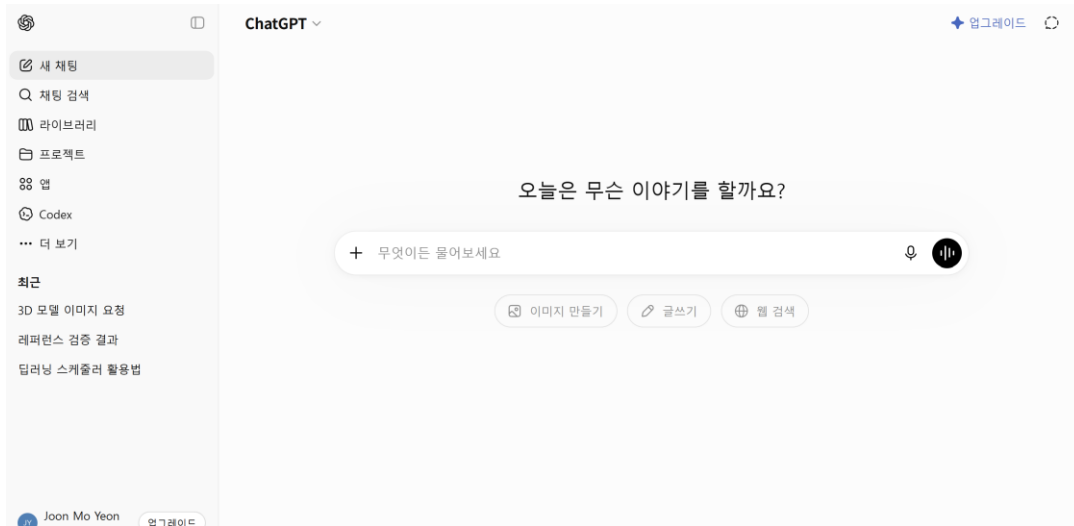 ChatGPT
업그레이드
새 채팅
채팅 검색
라이브러리
프로젝트
앱
Codex
더 보기
최근
3D 모델 이미지 요청
레퍼런스 검증 결과
딥러닝 스케줄러 활용법
JY
Joon Mo Yeon
업그레이드
오늘은 무슨 이야기를 할까요?
무엇이든 물어보세요
이미지 만들기
글쓰기
웹 검색